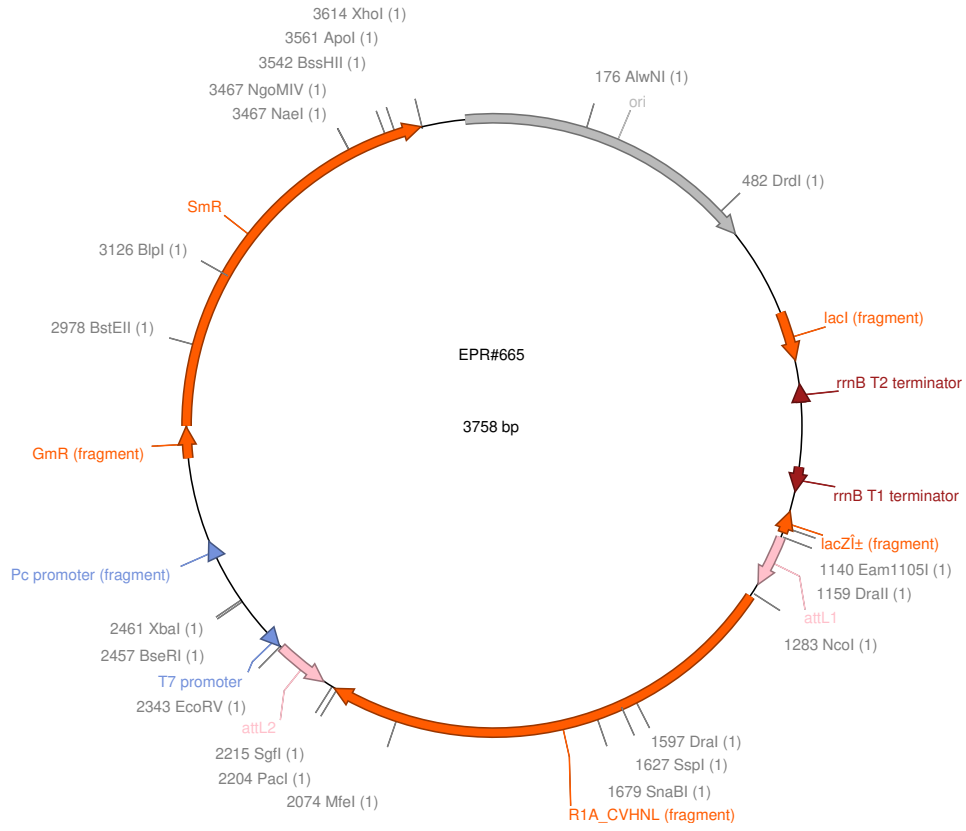 3614 XhoI (1)
3561 ApoI (1)
3542 BssHII (1)
3467 NgoMIV (1)
3467 NaeI (1)
176 AlwNI (1)
ori
482 DrdI (1)
SmR
3126 BlpI (1)
2978 BstEII (1)
lacI (fragment)
EPR#665
rrnB T2 terminator
3758 bp
GmR (fragment)
rrnB T1 terminator
lacZÎ± (fragment)
Pc promoter (fragment)
1140 Eam1105I (1)
1159 DraII (1)
attL1
2461 XbaI (1)
1283 NcoI (1)
2457 BseRI (1)
T7 promoter
2343 EcoRV (1)
attL2
2215 SgfI (1)
1597 DraI (1)
1627 SspI (1)
2204 PacI (1)
1679 SnaBI (1)
2074 MfeI (1)
R1A_CVHNL (fragment)